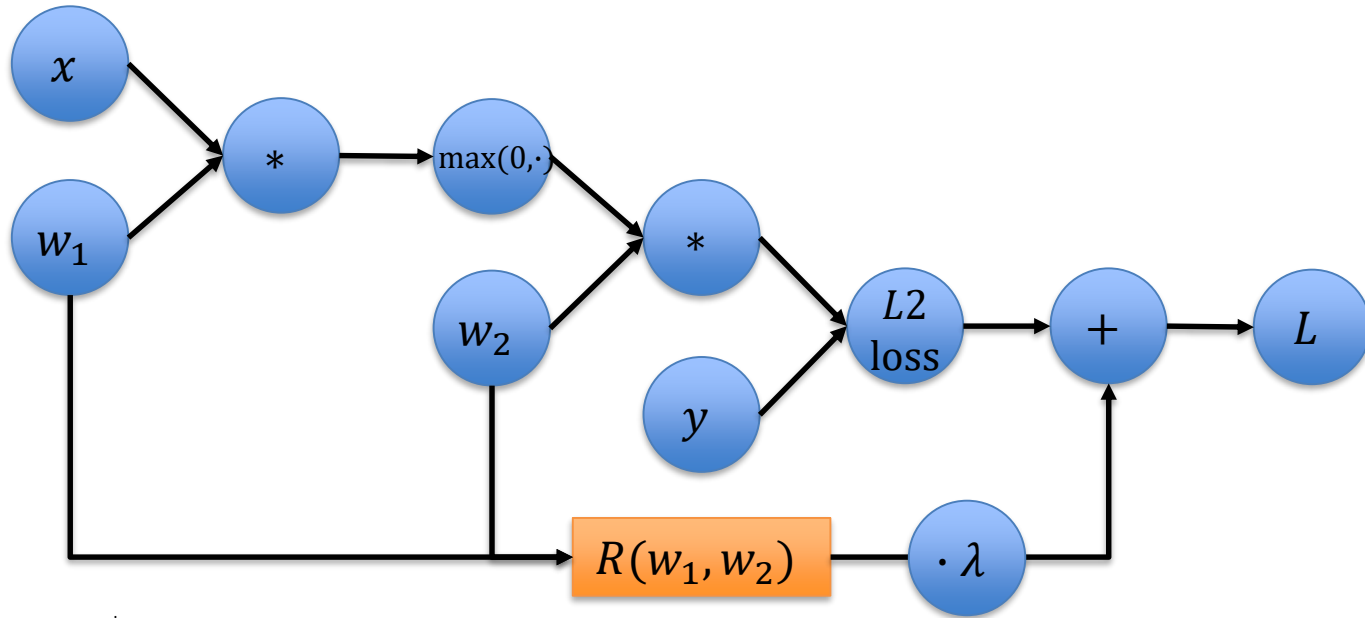 x
*
max(0,·)
w₁
*
w₂
L2
loss
+
L
y
R(w₁, w₂)
· λ